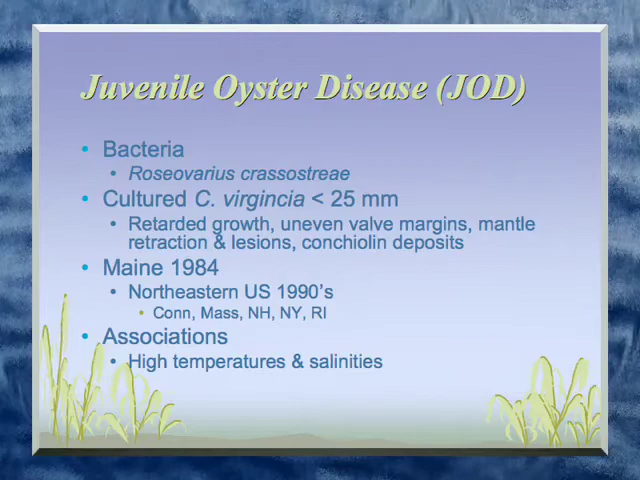 Juvenile Oyster Disease (JOD)
• Bacteria
• Roseovarius crassostreae
• Cultured C. virgincia < 25 mm
• Retarded growth, uneven valve margins, mantle
retraction & lesions, conchiolin deposits
• Maine 1984
• Northeastern US 1990's
• Conn, Mass, NH, NY, RI
• Associations
• High temperatures & salinities